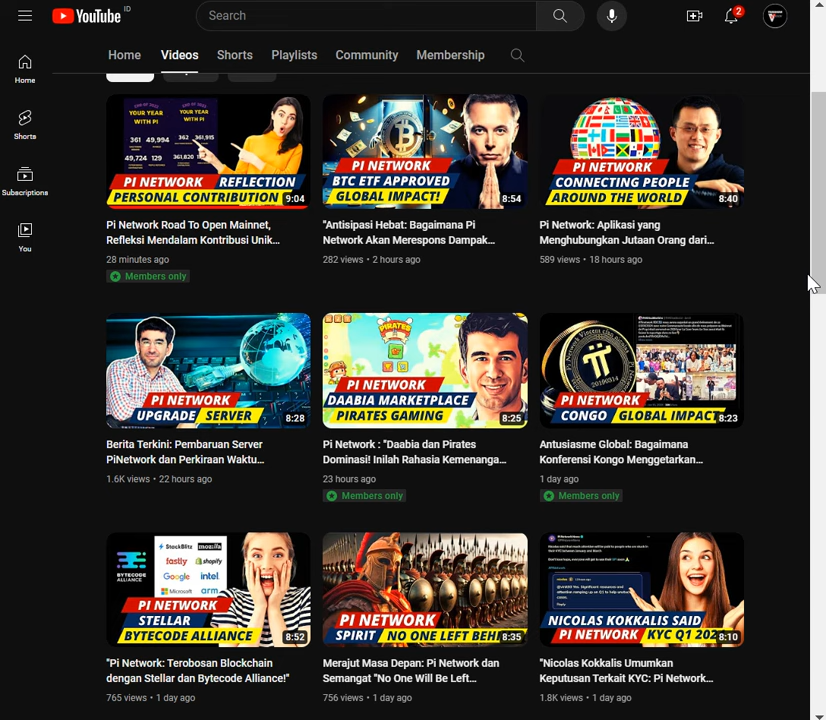 YouTube ID
Search
2
Home
Videos
Shorts
Playlists
Community
Membership
Home
Shorts
Subscriptions
You
YOUR YEAR WITH PI
YOUR YEAR WITH PI
361 49,994
362 361,915
49,724 129
361,820
PI NETWORK REFLECTION
PERSONAL CONTRIBUTION
9:04
PI NETWORK
BTC ETF APPROVED
GLOBAL IMPACT!
8:54
PI NETWORK
CONNECTING PEOPLE
AROUND THE WORLD
8:40
Pi Network Road To Open Mainnet,
Refleksi Mendalam Kontribusi Unik...
28 minutes ago
Members only
"Antisipasi Hebat: Bagaimana Pi
Network Akan Merespons Dampak...
282 views • 2 hours ago
Pi Network: Aplikasi yang
Menghubungkan Jutaan Orang dari...
589 views • 18 hours ago
PI NETWORK
UPGRADE SERVER
8:28
PIRATES
PI NETWORK
DAABIA MARKETPLACE
PIRATES GAMING
8:25
20190314
PI NETWORK
CONGO GLOBAL IMPACT
8:23
Berita Terkini: Pembaruan Server
PiNetwork dan Perkiraan Waktu...
1.6K views • 22 hours ago
Pi Network : "Daabia dan Pirates
Dominasi! Inilah Rahasia Kemenanga...
23 hours ago
Members only
Antusiasme Global: Bagaimana
Konferensi Kongo Menggetarkan...
1 day ago
Members only
BYTECODE ALLIANCE
StackBlitz moz://a
fastly shopify
Google intel
Microsoft arm
PI NETWORK
STELLAR
BYTECODE ALLIANCE
8:52
PI NETWORK
SPIRIT NO ONE LEFT BEHI
8:35
NICOLAS KOKKALIS SAID
PI NETWORK KYC Q1 202
8:10
"Pi Network: Terobosan Blockchain
dengan Stellar dan Bytecode Alliance!"
765 views • 1 day ago
Merajut Masa Depan: Pi Network dan
Semangat "No One Will Be Left...
756 views • 1 day ago
"Nicolas Kokkalis Umumkan
Keputusan Terkait KYC: Pi Network...
1.8K views • 1 day ago